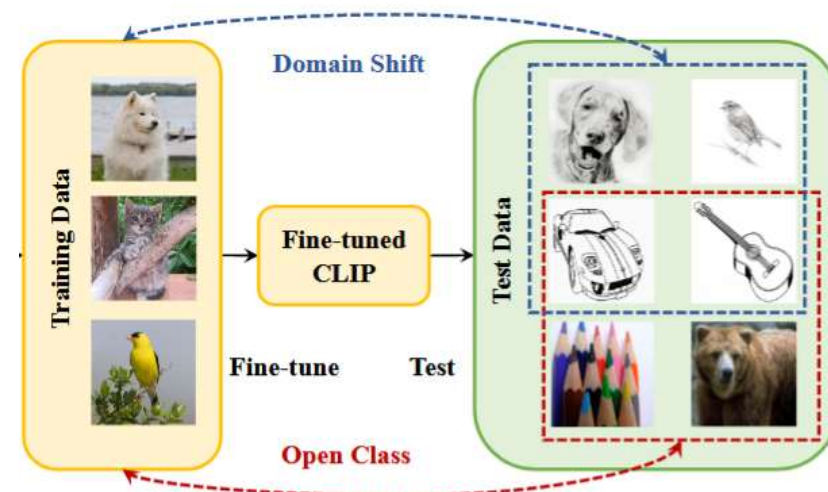 Domain Shift
Training Data
Fine-tuned
CLIP
Test Data
Fine-tune
Test
Open Class